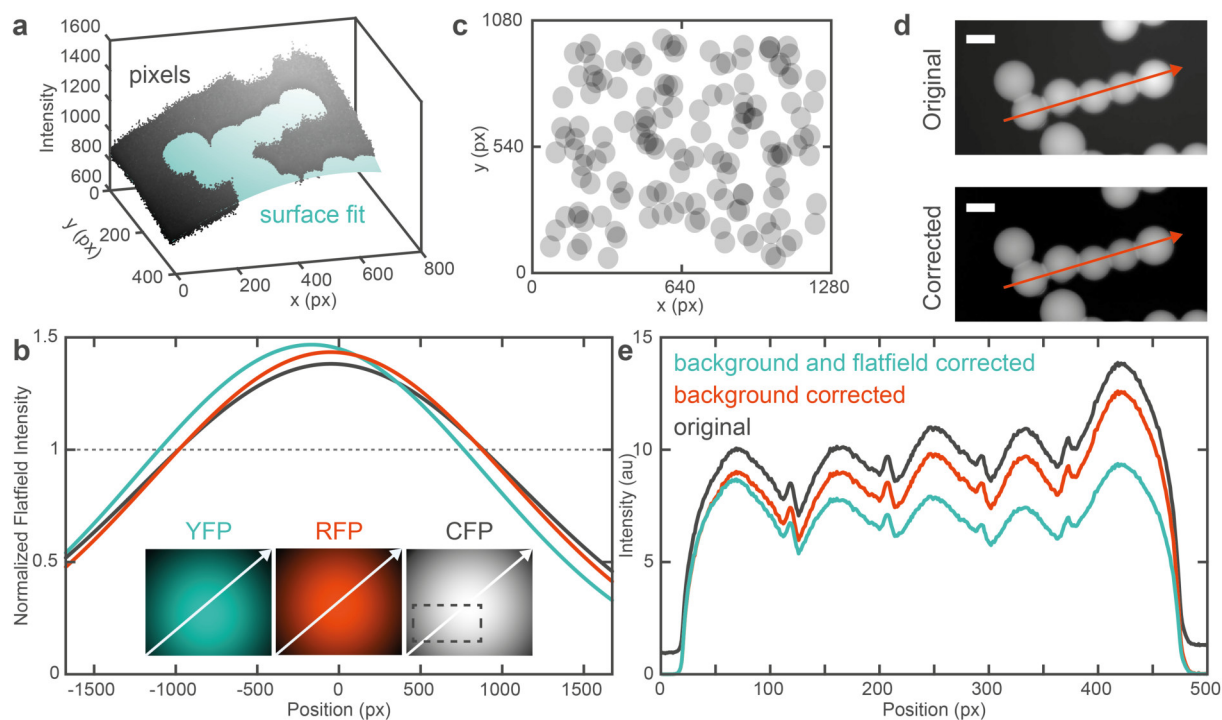 a
1600
1400
1200
1000
800
600
0
Intensity
pixels
surface fit
y (px)
200
400
0
200
400
600
800
x (px)
c
1080
540
0
y (px)
0
640
1280
x (px)
d
Original
Corrected
b
1.5
1
0.5
0
Normalized Flatfield Intensity
YFP
RFP
CFP
-1500
-1000
-500
0
500
1000
1500
Position (px)
e
15
10
5
0
Intensity (au)
background and flatfield corrected
background corrected
original
0
100
200
300
400
500
Position (px)